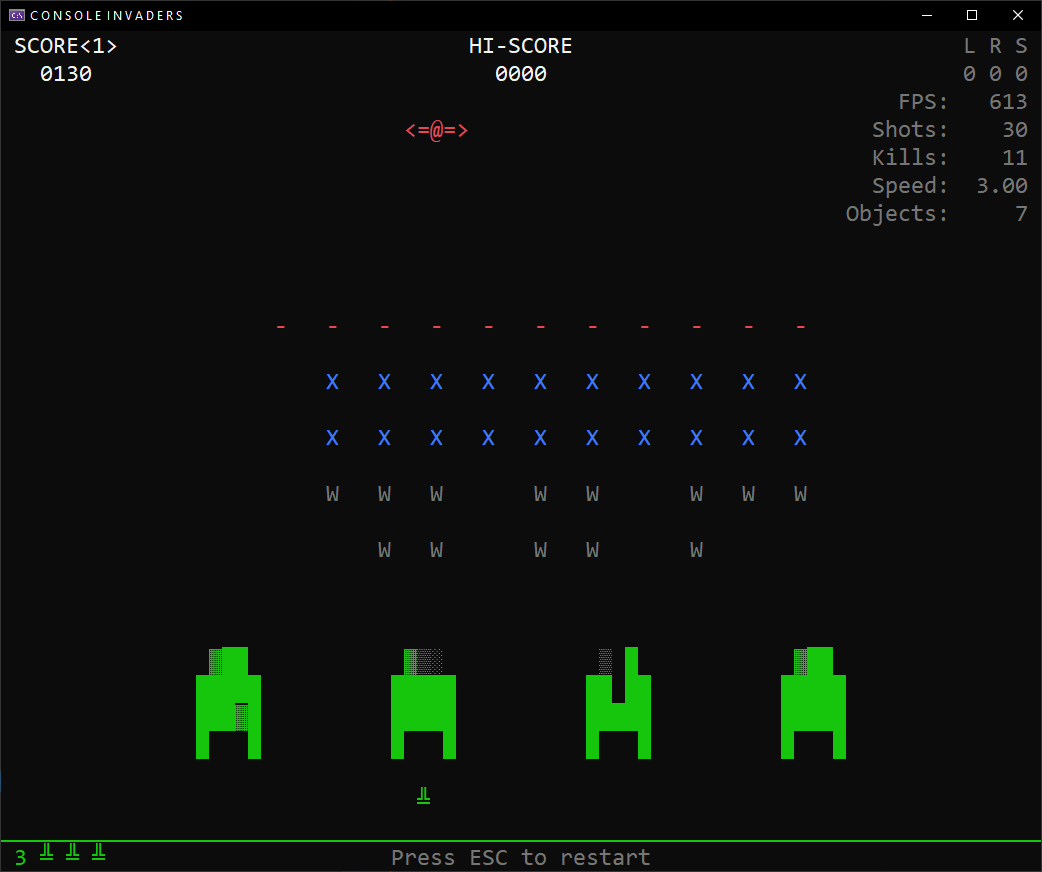 CONSOLE INVADERS
SCORE<1> HI-SCORE L R S
0130 0000 0 0 0
FPS: 613
<=@=> Shots: 30
Kills: 11
Speed: 3.00
Objects: 7
- - - - - - - - - - -
X X X X X X X X X X
X X X X X X X X X X
W W W W W W W W
W W W W W
╩
3 ╩ ╩ ╩ Press ESC to restart